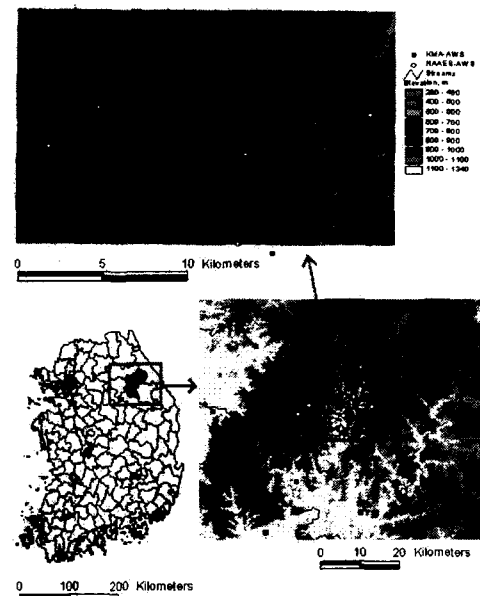 KMA-AWS
HAAES-AWS
Streams
Elevation, m
280 - 400
400 - 500
500 - 600
600 - 700
700 - 800
800 - 900
900 - 1000
1000 - 1100
1100 - 1340
0 5 10 Kilometers
0 10 20 Kilometers
0 100 200 Kilometers